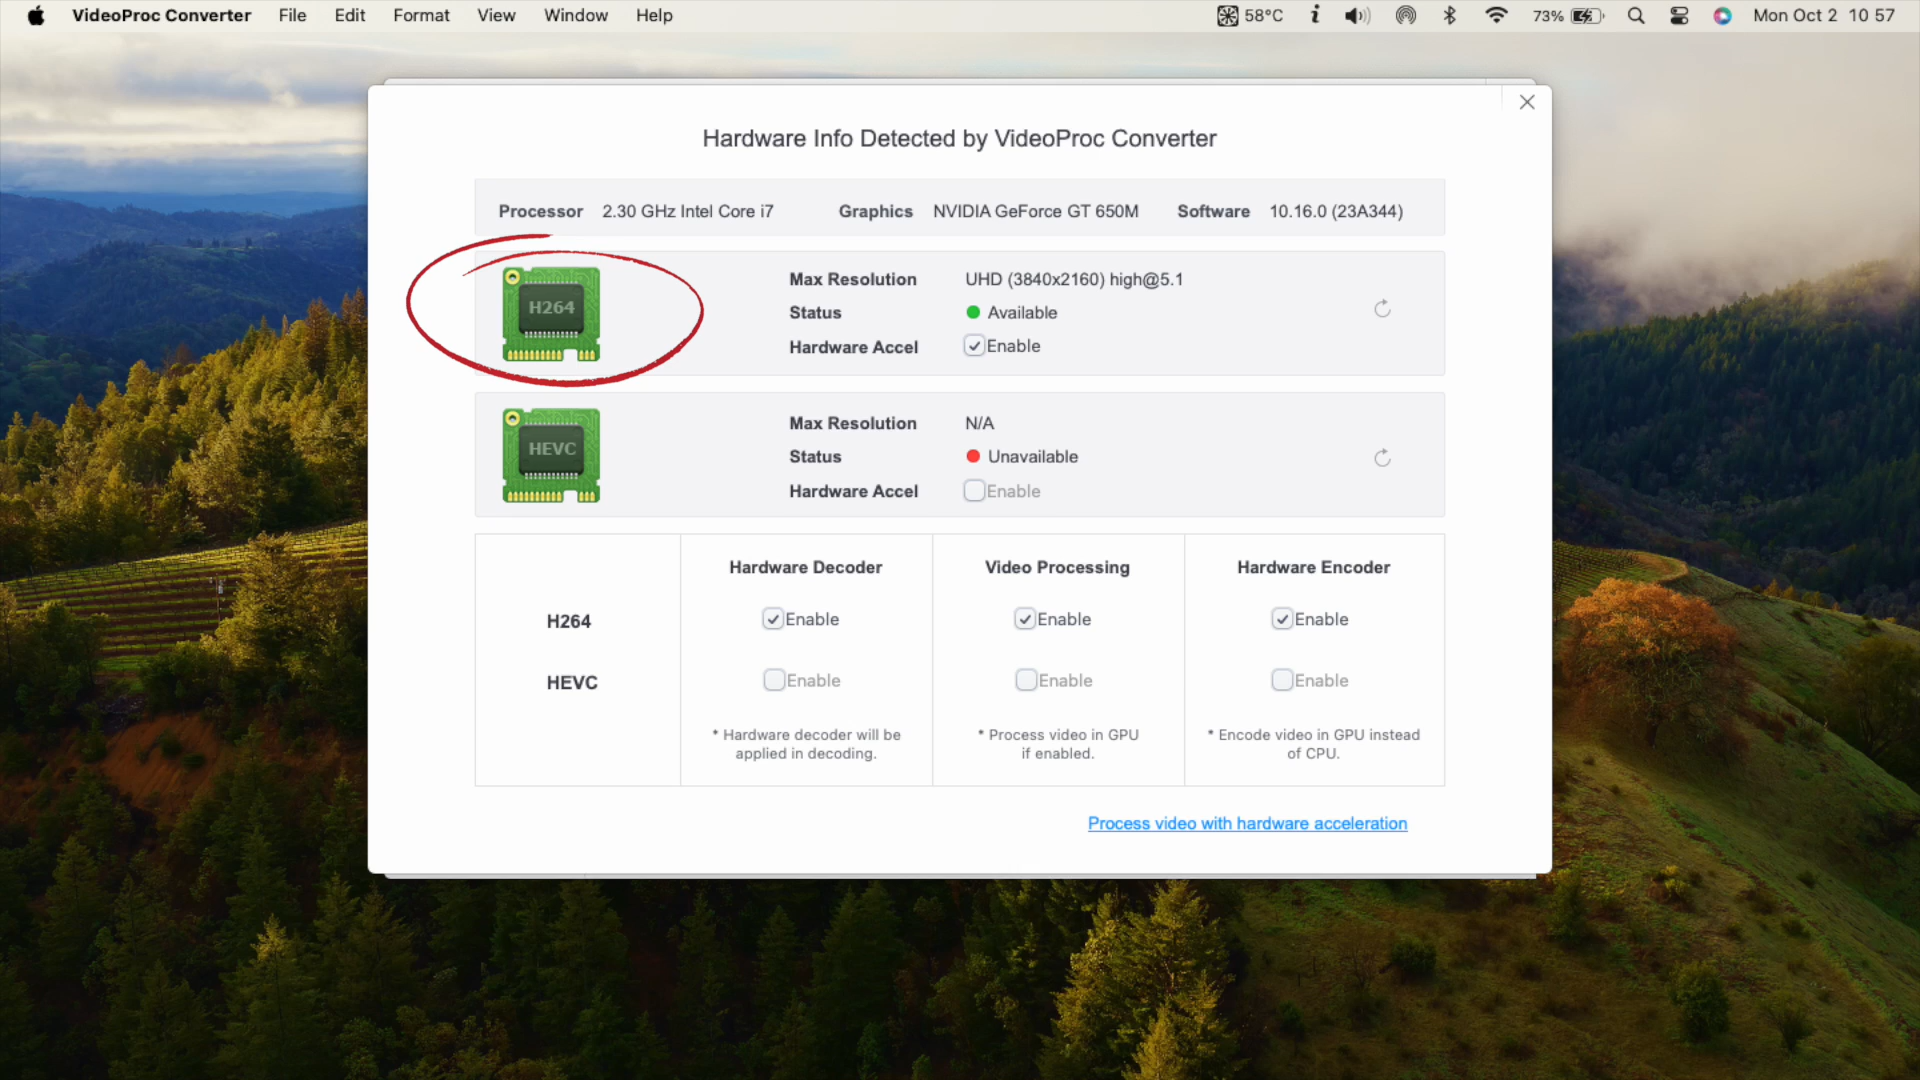 VideoProc Converter File Edit Format View Window Help 58°C 73% Mon Oct 2 10 57
Hardware Info Detected by VideoProc Converter
Processor 2.30 GHz Intel Core i7 Graphics NVIDIA GeForce GT 650M Software 10.16.0 (23A344)
H264
Max Resolution UHD (3840x2160) high@5.1
Status Available
Hardware Accel Enable
HEVC
Max Resolution N/A
Status Unavailable
Hardware Accel Enable
Hardware Decoder Video Processing Hardware Encoder
H264 Enable Enable Enable
HEVC Enable Enable Enable
* Hardware decoder will be
applied in decoding.
* Process video in GPU
if enabled.
* Encode video in GPU instead
of CPU.
Process video with hardware acceleration